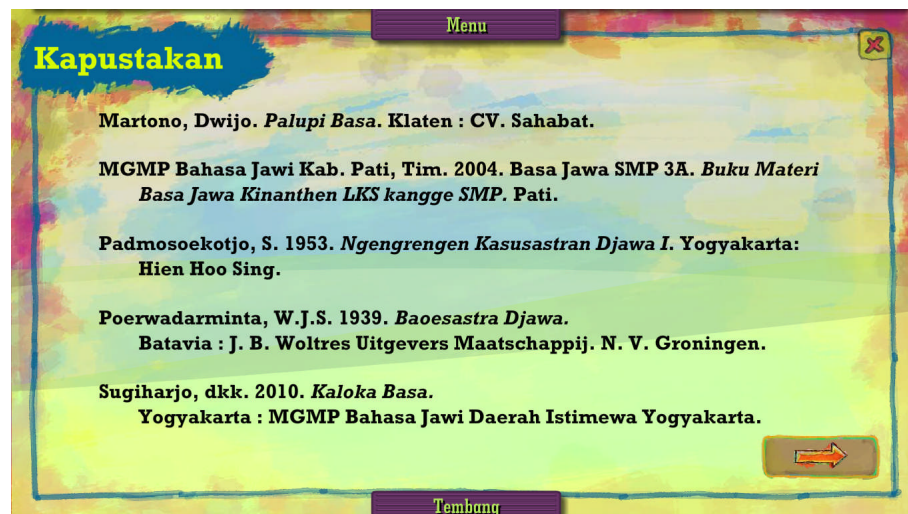 Menu
Kapustakan
Martono, Dwijo. Palupi Basa. Klaten : CV. Sahabat.
MGMP Bahasa Jawi Kab. Pati, Tim. 2004. Basa Jawa SMP 3A. Buku Materi
Basa Jawa Kinanthen LKS kangge SMP. Pati.
Padmosoekotjo, S. 1953. Ngengrengen Kasusastran Djawa I. Yogyakarta:
Hien Hoo Sing.
Poerwadarminta, W.J.S. 1939. Baoesastra Djawa.
Batavia : J. B. Woltres Uitgevers Maatschappij. N. V. Groningen.
Sugiharjo, dkk. 2010. Kaloka Basa.
Yogyakarta : MGMP Bahasa Jawi Daerah Istimewa Yogyakarta.
Tembang